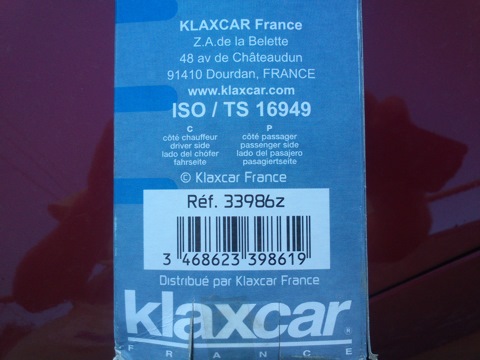 KLAXCAR France
Z.A.de la Belette
48 av de Châteaudun
91410 Dourdan, FRANCE
www.klaxcar.com
ISO / TS 16949
C
côté chauffeur
driver side
lado del chófer
fahrseite
P
côté passager
passenger side
lado del pasajero
pasagiertseite
© Klaxcar France
Réf. 33986z
3 468623 398619
Distribué par Klaxcar France
klaxcar®
FRANCE